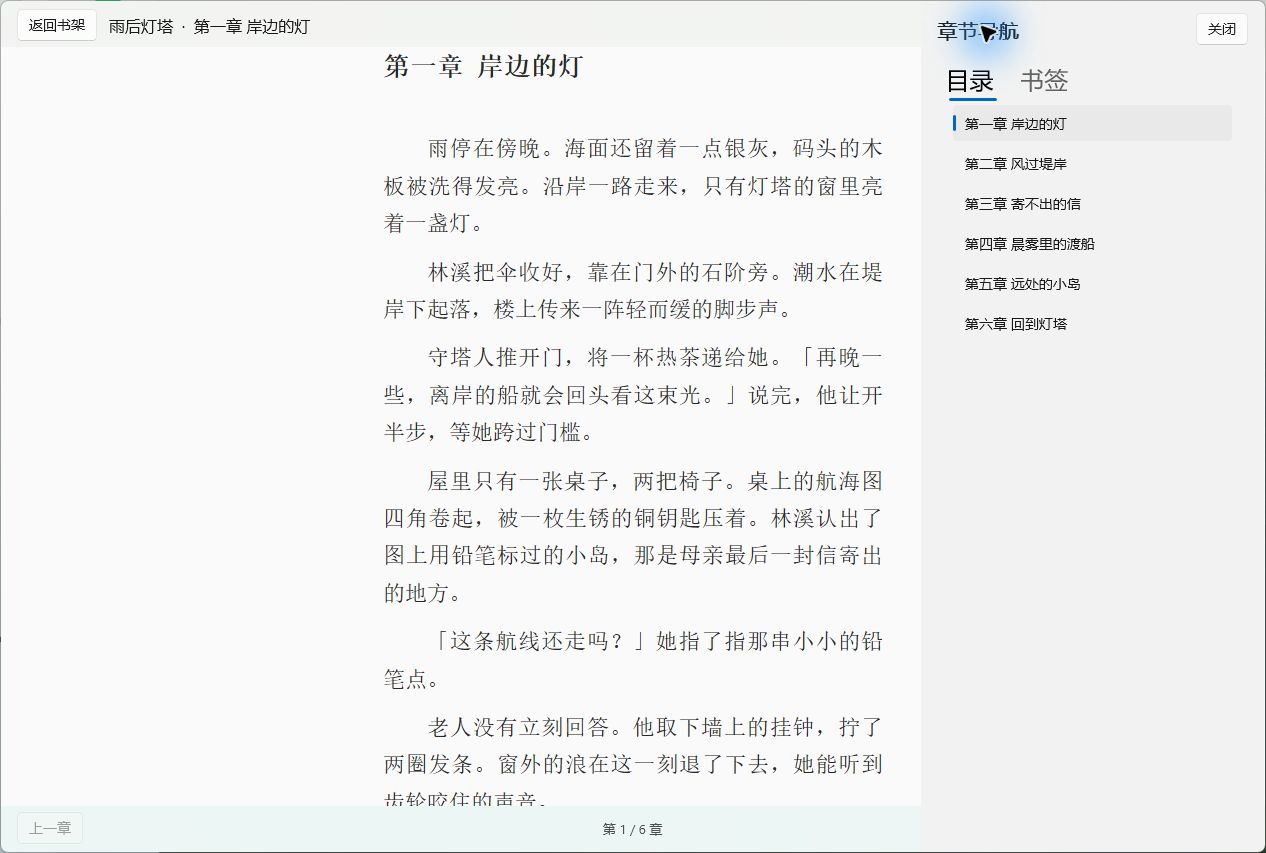 返回书架
雨后灯塔 · 第一章 岸边的灯
第一章 岸边的灯
雨停在傍晚。海面还留着一点银灰，码头的木
板被洗得发亮。沿岸一路走来，只有灯塔的窗里亮
着一盏灯。
林溪把伞收好，靠在门外的石阶旁。潮水在堤
岸下起落，楼上传来一阵轻而缓的脚步声。
守塔人推开门，将一杯热茶递给她。「再晚一
些，离岸的船就会回头看这束光。」说完，他让开
半步，等她跨过门槛。
屋里只有一张桌子，两把椅子。桌上的航海图
四角卷起，被一枚生锈的铜钥匙压着。林溪认出了
图上用铅笔标过的小岛，那是母亲最后一封信寄出
的地方。
「这条航线还走吗？」她指了指那串小小的铅
笔点。
老人没有立刻回答。他取下墙上的挂钟，拧了
两圈发条。窗外的浪在这一刻退了下去，她能听到
齿轮咬住的声音。
上一章
第 1 / 6 章
章节导航
关闭
目录
书签
第一章 岸边的灯
第二章 风过堤岸
第三章 寄不出的信
第四章 晨雾里的渡船
第五章 远处的小岛
第六章 回到灯塔